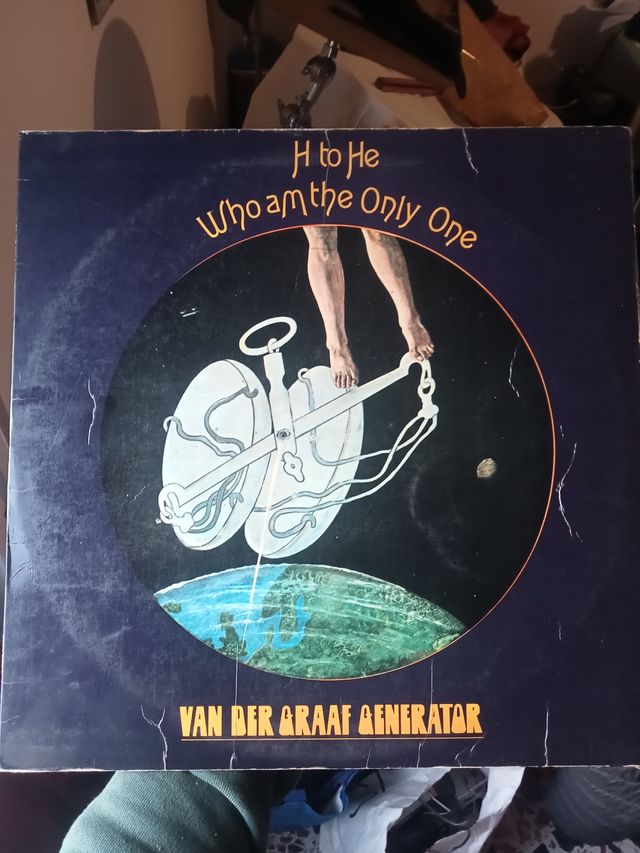 H to He
Who am the Only One
VAN DER GRAAF GENERATOR